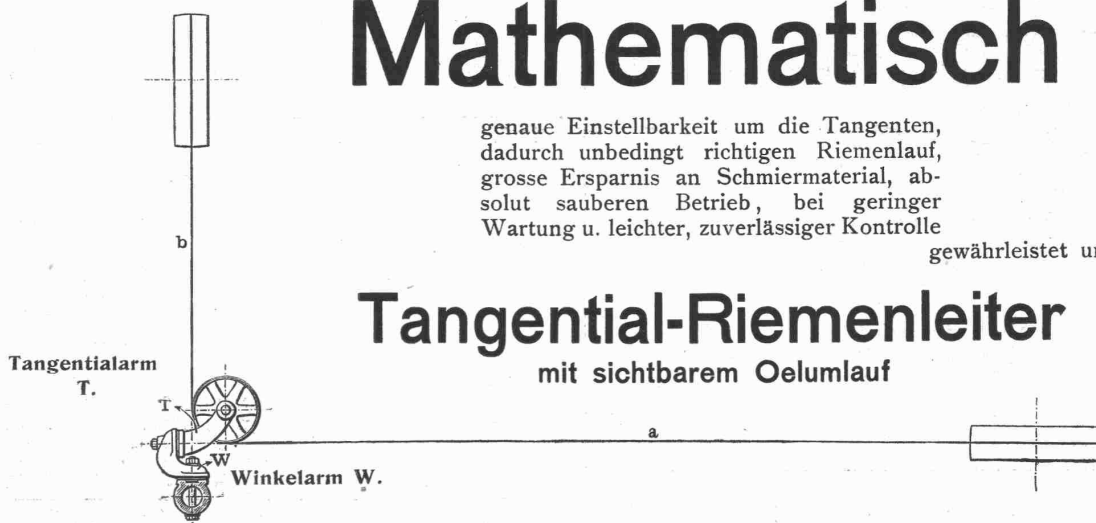 Mathematisch
genaue Einstellbarkeit um die Tangenten,
dadurch unbedingt richtigen Riemenlauf,
grosse Ersparnis an Schmiermaterial, ab-
solut sauberen Betrieb, bei geringer
Wartung u. leichter, zuverlässiger Kontrolle
gewährleistet
b
Tangential-Riemenleiter
mit sichtbarem Oelumlauf
Tangentialarm
T.
T
a
W
Winkelarm W.